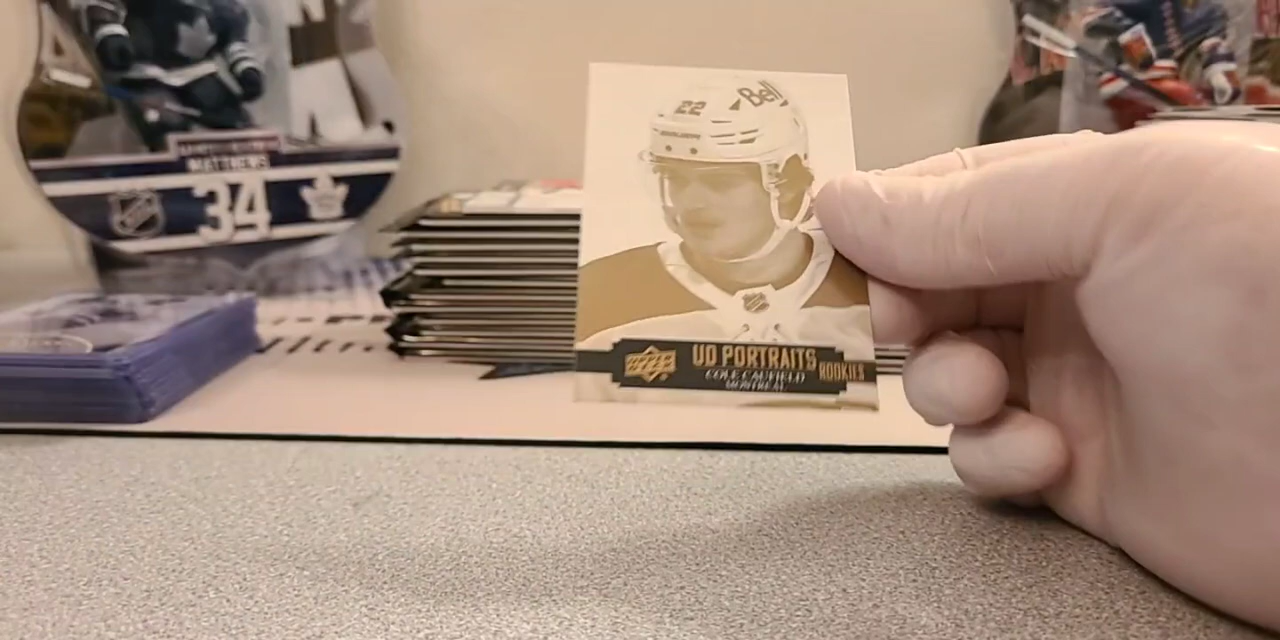 MATTHEWS
34
22
Bell
UD PORTRAITS
ROOKIES
COLE CAUFIELD
MONTREAL